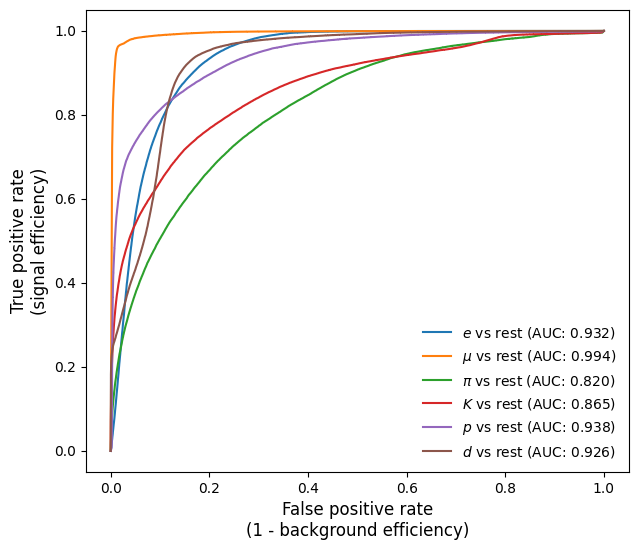 1.0
0.8
0.6
0.4
0.2
0.0
True positive rate
(signal efficiency)
e vs rest (AUC: 0.932)
μ vs rest (AUC: 0.994)
π vs rest (AUC: 0.820)
K vs rest (AUC: 0.865)
p vs rest (AUC: 0.938)
d vs rest (AUC: 0.926)
0.0 0.2 0.4 0.6 0.8 1.0
False positive rate
(1 - background efficiency)